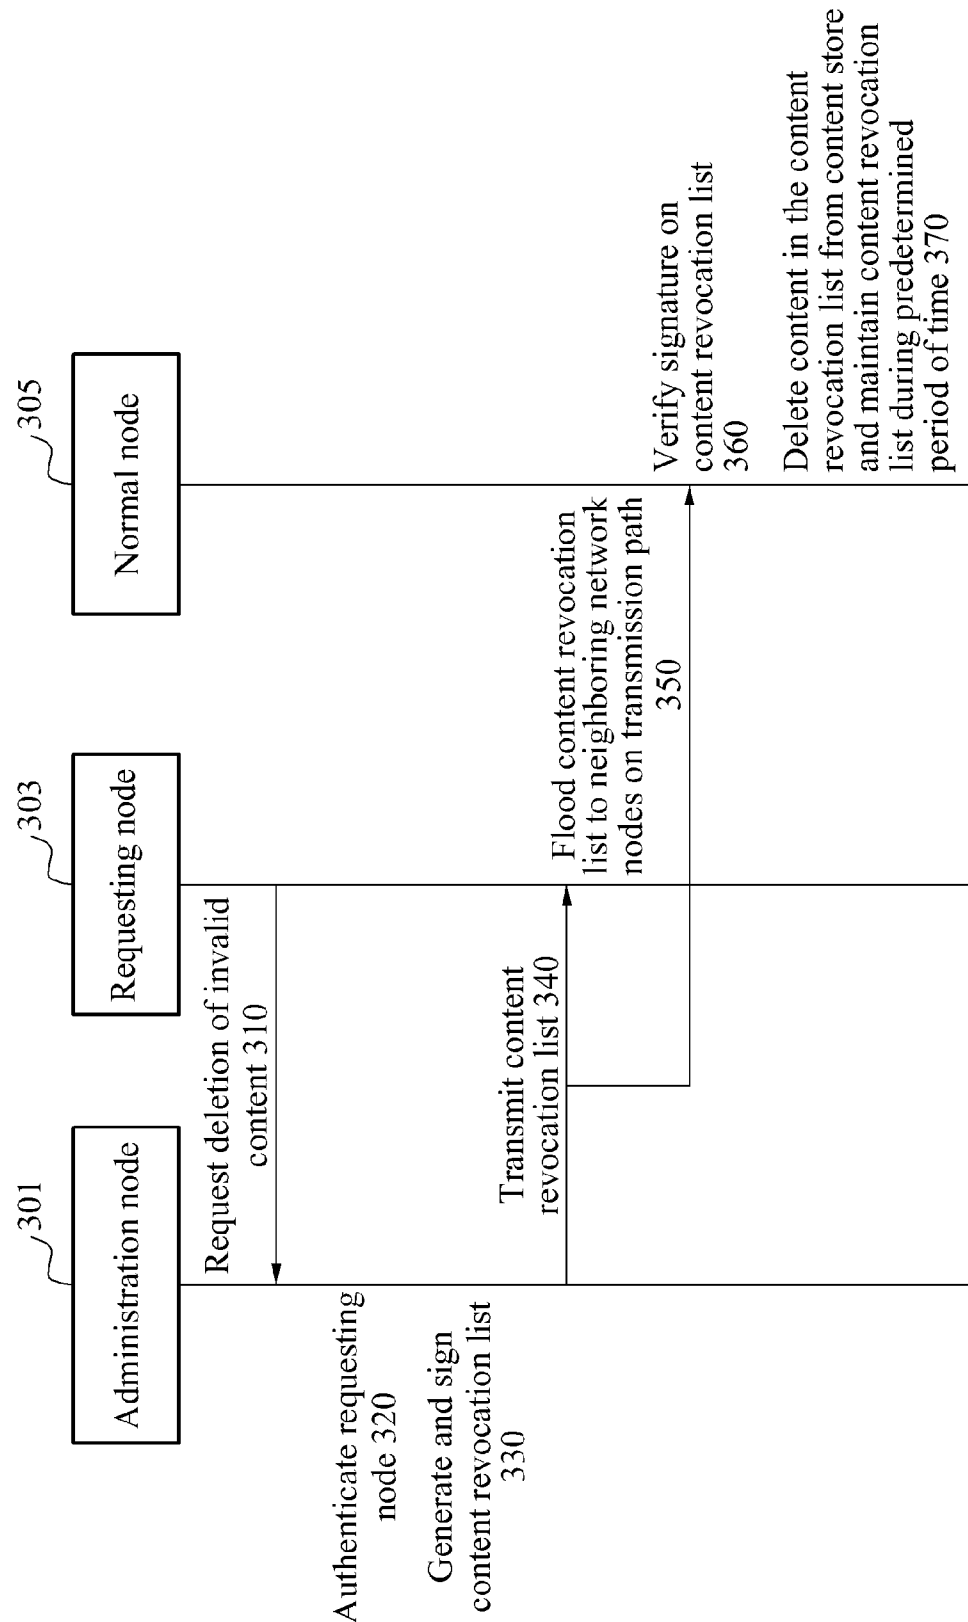 301
Administration node
303
Requesting node
305
Normal node
Request deletion of invalid
content 310
Authenticate requesting
node 320
Generate and sign
content revocation list
330
Transmit content
revocation list 340
Flood content revocation
list to neighboring network
nodes on transmission path
350
Verify signature on
content revocation list
360
Delete content in the content
revocation list from content store
and maintain content revocation
list during predetermined
period of time 370